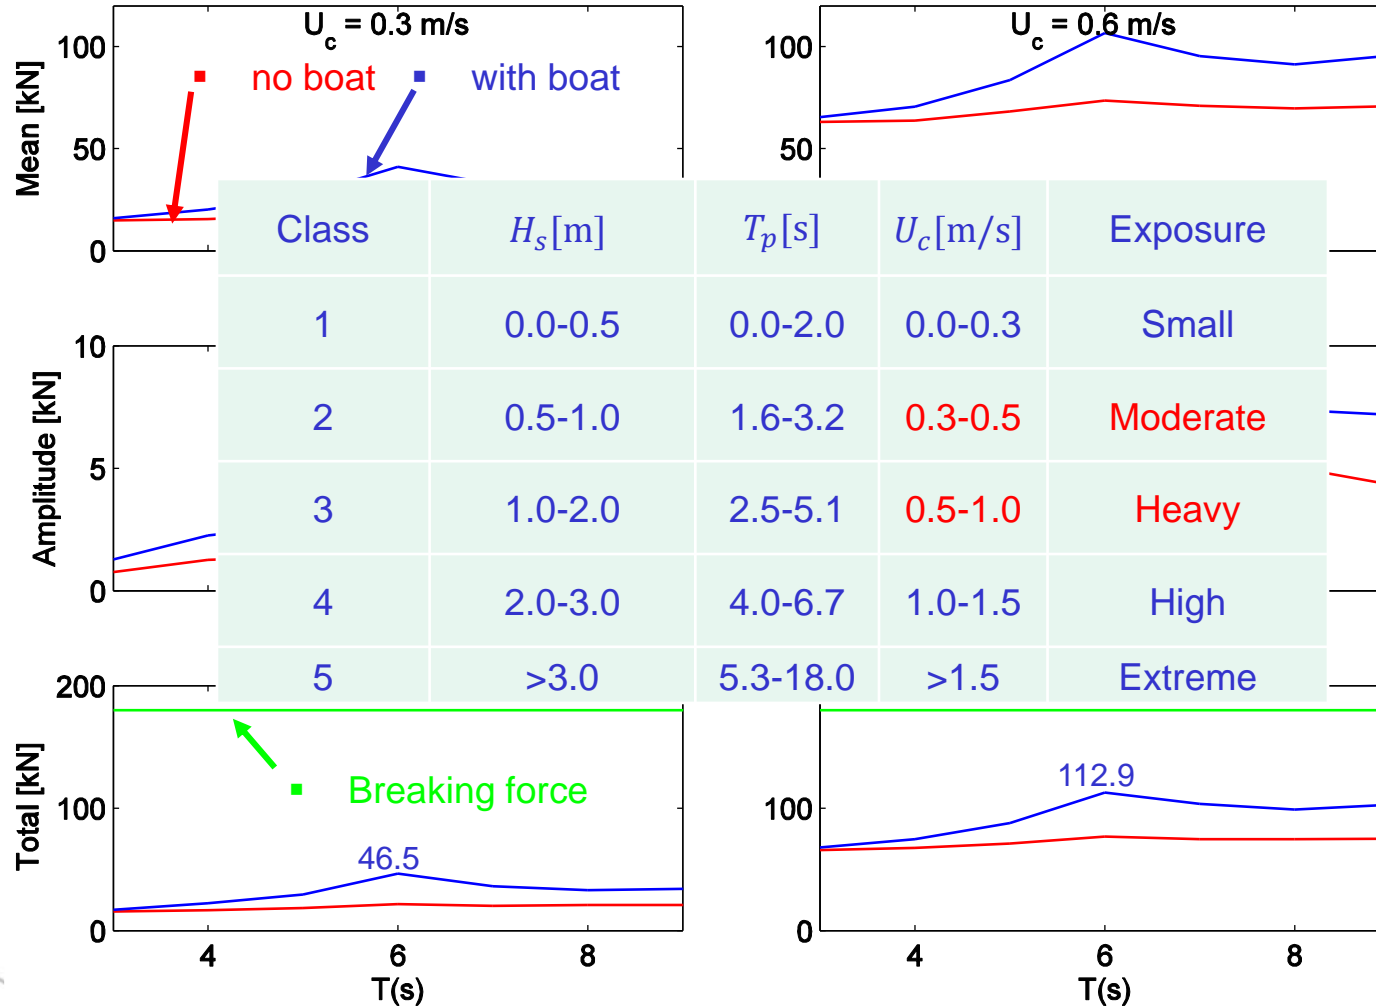 U_c = 0.3 m/s
U_c = 0.6 m/s
Mean [kN]
100
50
0
100
50
▪ no boat
▪ with boat
Class H_s[m] T_p[s] U_c[m/s] Exposure
1 0.0-0.5 0.0-2.0 0.0-0.3 Small
2 0.5-1.0 1.6-3.2 0.3-0.5 Moderate
3 1.0-2.0 2.5-5.1 0.5-1.0 Heavy
4 2.0-3.0 4.0-6.7 1.0-1.5 High
5 >3.0 5.3-18.0 >1.5 Extreme
Amplitude [kN]
10
5
0
Total [kN]
200
100
0
▪ Breaking force
46.5
4 6 8
T(s)
100
0
112.9
4 6 8
T(s)